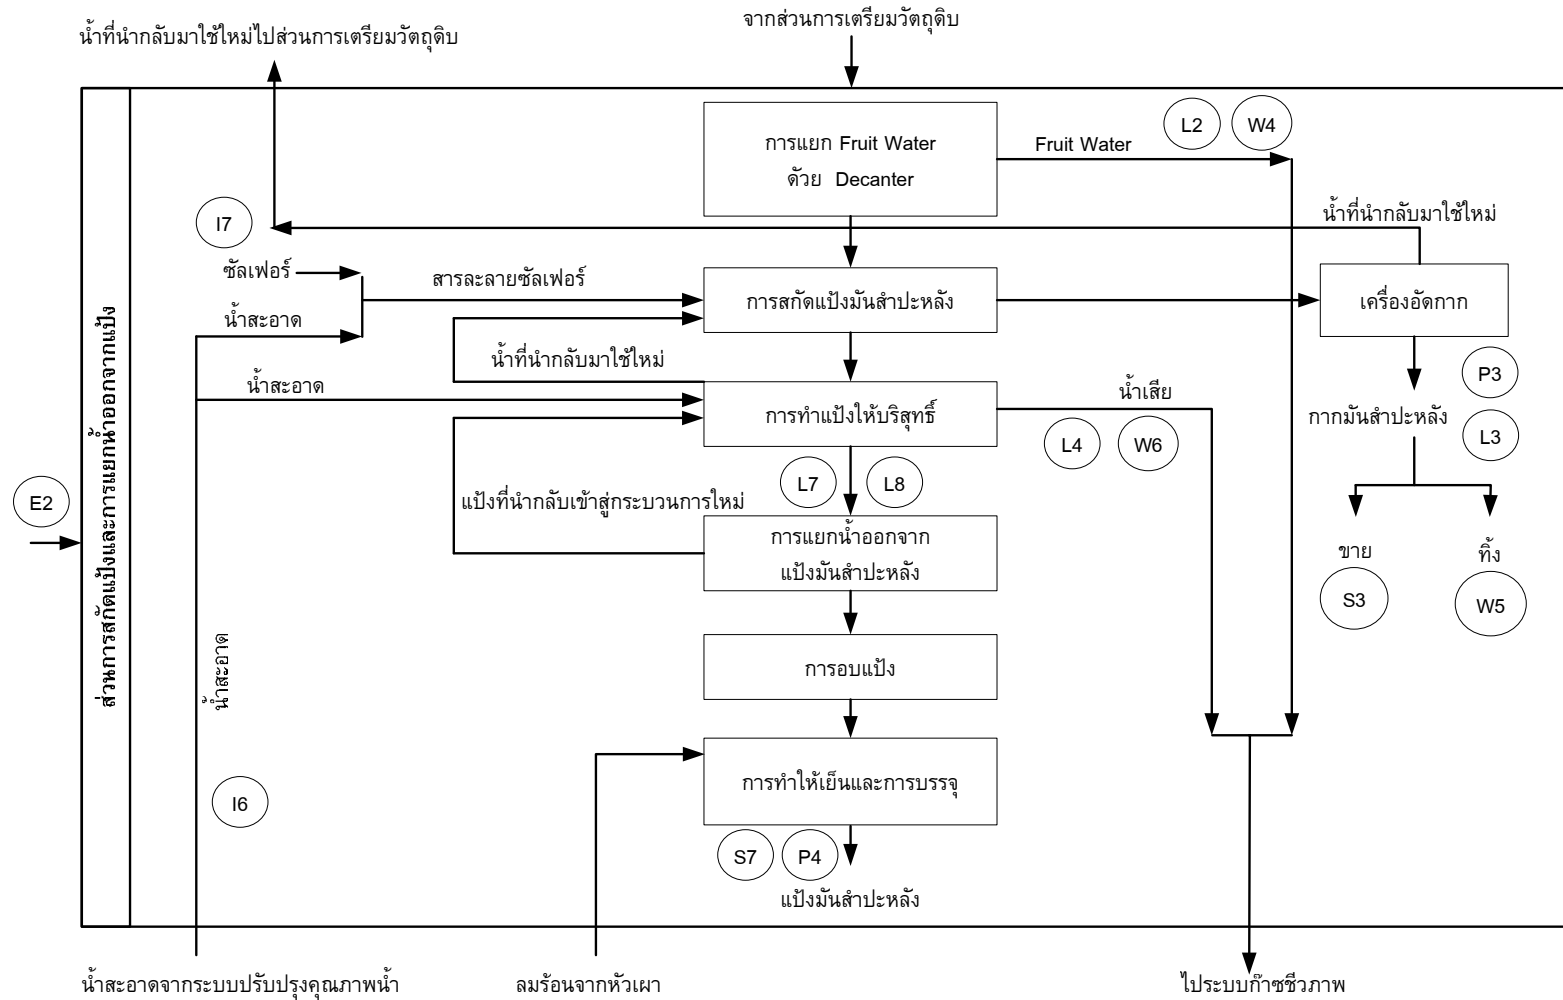 จากส่วนการเตรียมวัตถุดิบ
น้ำที่นำกลับมาใช้ใหม่ไปส่วนการเตรียมวัตถุดิบ
L2
W4
การแยก Fruit Water
ด้วย Decanter
Fruit Water
I7
น้ำที่นำกลับมาใช้ใหม่
ซัลเฟอร์
สารละลายซัลเฟอร์
การสกัดแป้งมันสำปะหลัง
เครื่องอัดกาก
น้ำสะอาด
น้ำที่นำกลับมาใช้ใหม่
P3
น้ำสะอาด
น้ำเสีย
การทำแป้งให้บริสุทธิ์
กากมันสำปะหลัง
L3
L4
W6
L7
L8
E2
ส่วนการสกัดแป้งและการแยกน้ำออกจากแป้ง
แป้งที่นำกลับเข้าสู่กระบวนการใหม่
การแยกน้ำออกจาก
แป้งมันสำปะหลัง
ขาย
ทิ้ง
S3
W5
น้ำสะอาด
การอบแป้ง
การทำให้เย็นและการบรรจุ
I6
S7
P4
แป้งมันสำปะหลัง
น้ำสะอาดจากระบบปรับปรุงคุณภาพน้ำ
ลมร้อนจากหัวเผา
ไประบบก๊าซชีวภาพ